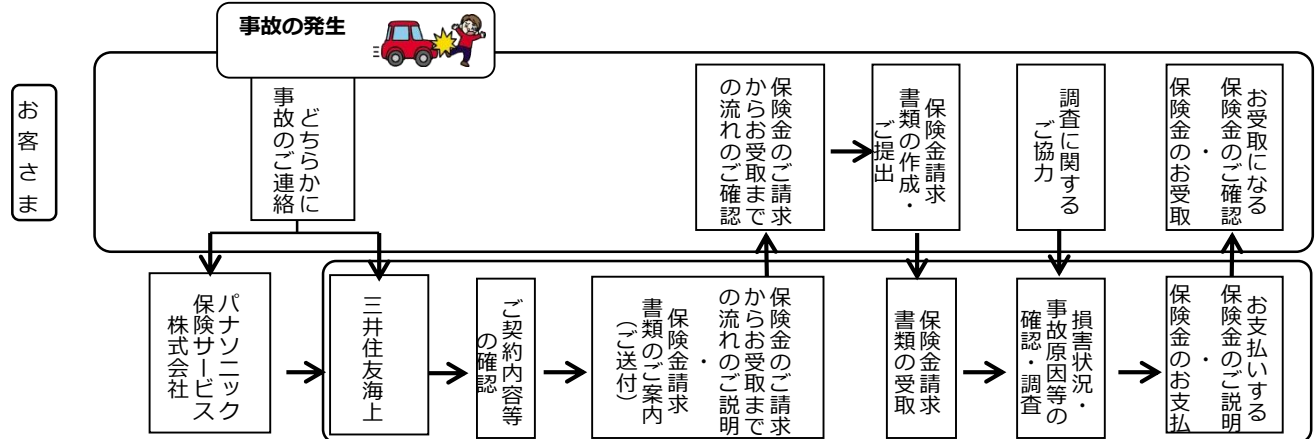 事故の発生
お客さま
どちらかに
事故のご連絡
保険金のご請求
からお受取まで
の流れのご確認
保険金請求
書類の作成・
ご提出
調査に関する
ご協力
お受取になる
保険金のご確認
・
保険金のお受取
パナソニック
保険サービス
株式会社
三井住友海上
ご契約内容等
の確認
保険金のご請求
からお受取まで
の流れのご説明
・
保険金請求
書類のご案内
(ご送付)
保険金請求
書類の受取
損害状況・
事故原因等の
確認・調査
お支払いする
保険金のご説明
・
保険金のお支払